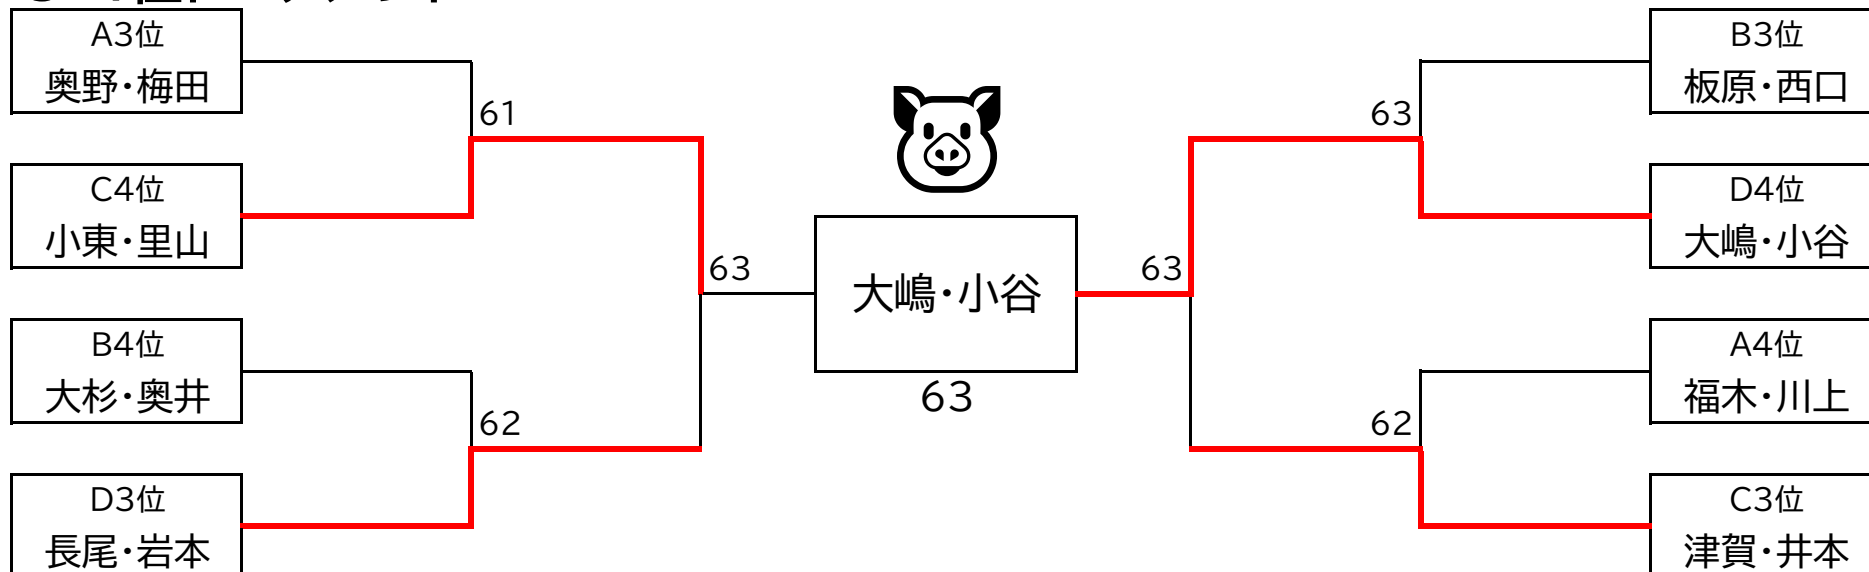 A3位
奥野・梅田
C4位
小東・里山
B4位
大杉・奥井
D3位
長尾・岩本
61
62
63
大嶋・小谷
63
63
63
62
B3位
板原・西口
D4位
大嶋・小谷
A4位
福木・川上
C3位
津賀・井本